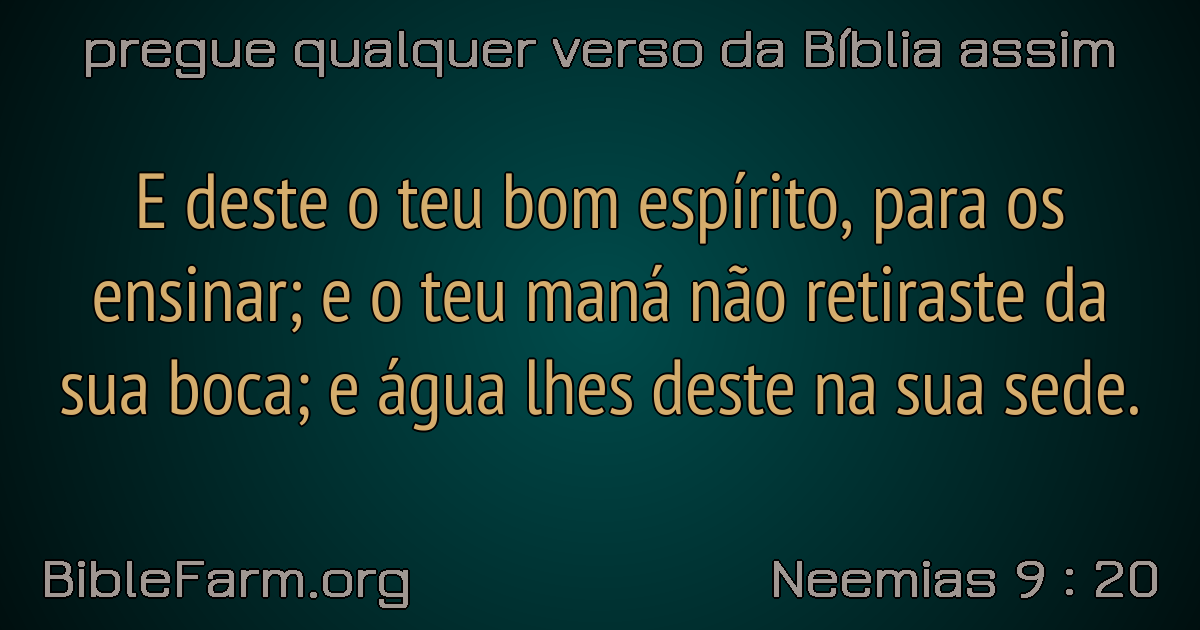 pregue qualquer verso da Bíblia assim
E deste o teu bom espírito, para os
ensinar; e o teu maná não retiraste da
sua boca; e água lhes deste na sua sede.
BibleFarm.org
Neemias 9 : 20